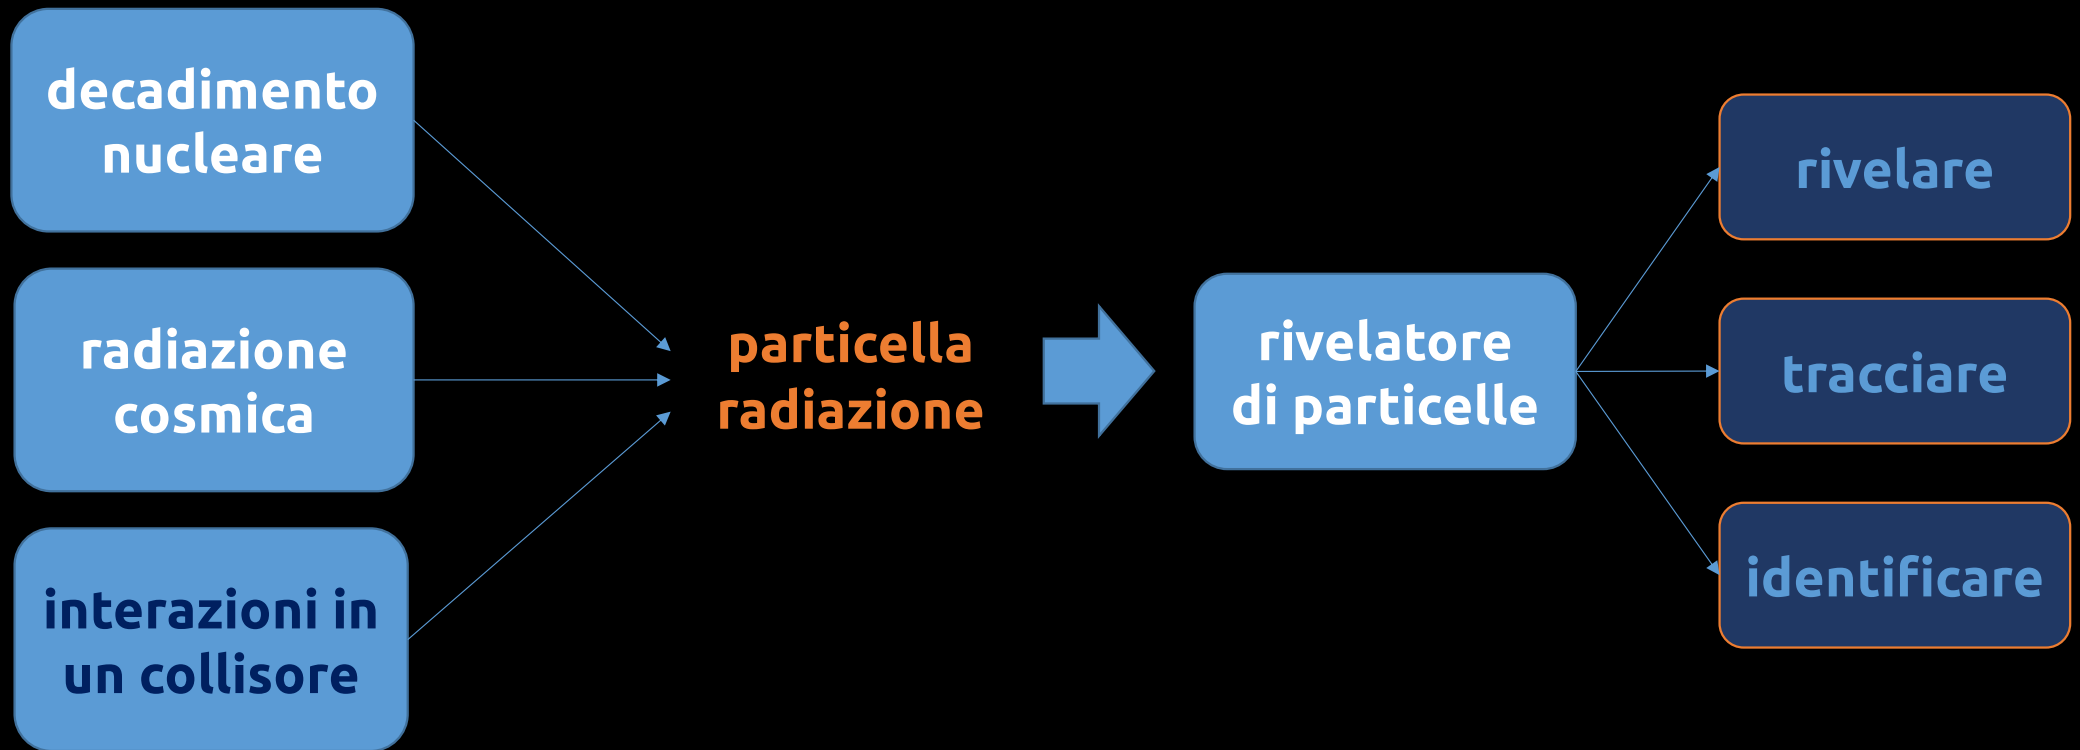 decadimento
nucleare
radiazione
cosmica
interazioni in
un collisore
particella
radiazione
rivelatore
di particelle
rivelare
tracciare
identificare